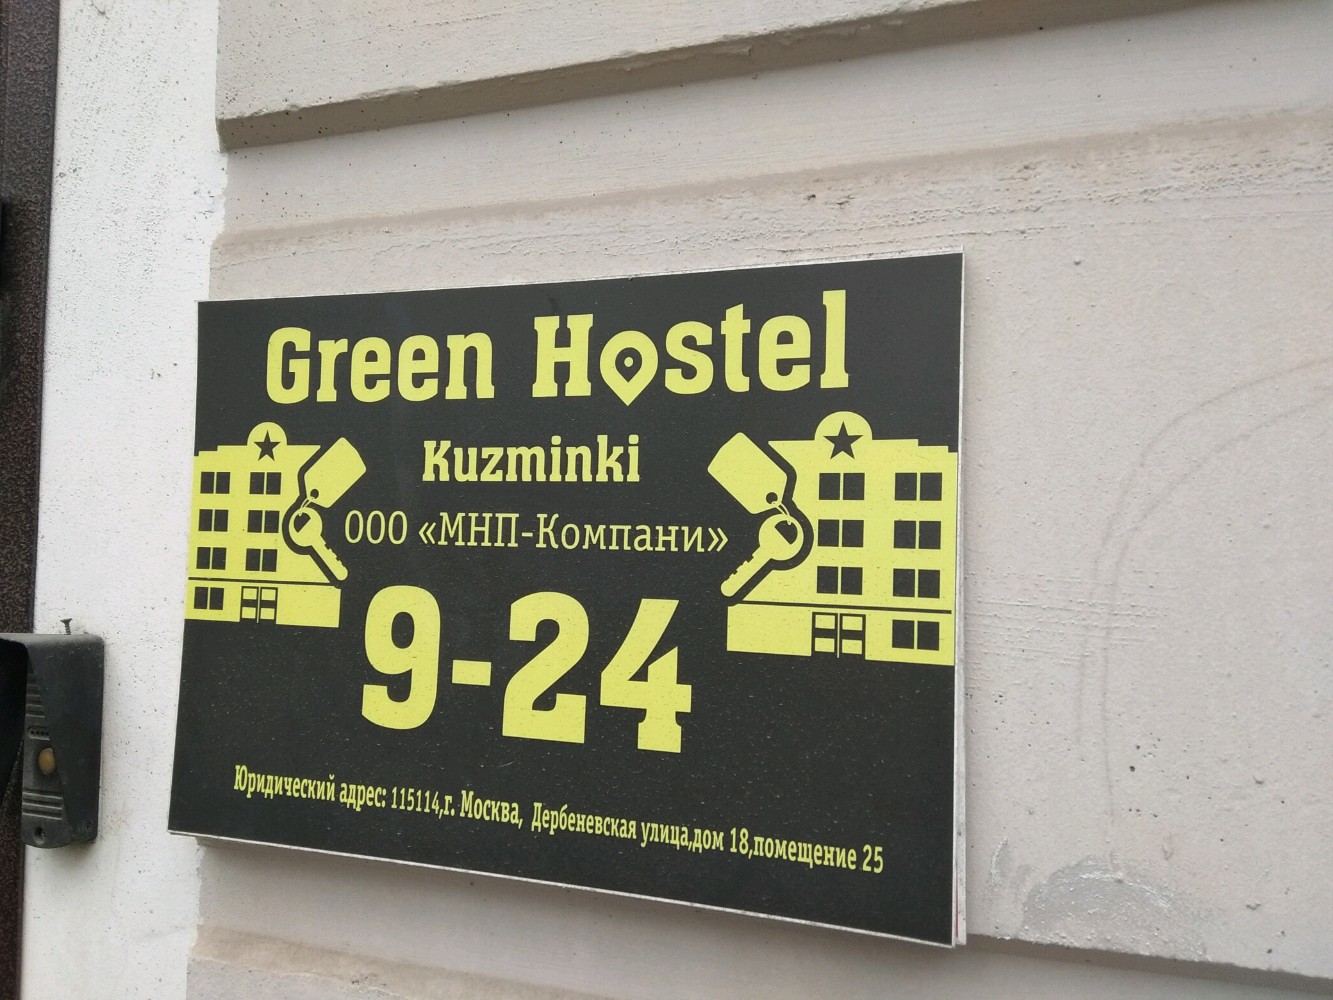 Green Hostel
Kuzminki
ООО «МНП-Компани»
9-24
Юридический адрес: 115114,г. Москва, Дербеневская улица,дом 18,помещение 25